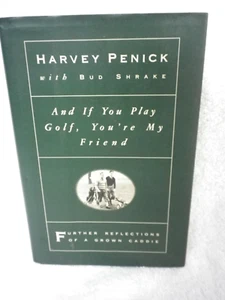 HARVEY PENICK
with BUD SHRAKE
And If You Play
Golf, You're My
Friend
FURTHER REFLECTIONS
OF A GROWN CADDIE